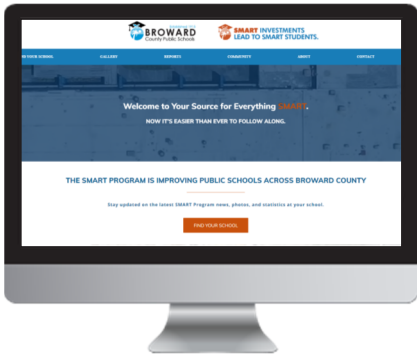 BROWARD
County Public Schools
SMART INVESTMENTS
LEAD TO SMART STUDENTS.
YOUR SCHOOL
GALLERY
REPORTS
COMMUNITY
ABOUT
CONTACT
Welcome to Your Source for Everything SMART.
NOW IT'S EASIER THAN EVER TO FOLLOW ALONG.
THE SMART PROGRAM IS IMPROVING PUBLIC SCHOOLS ACROSS BROWARD COUNTY
Stay updated on the latest SMART Program news, photos, and statistics at your school.
FIND YOUR SCHOOL